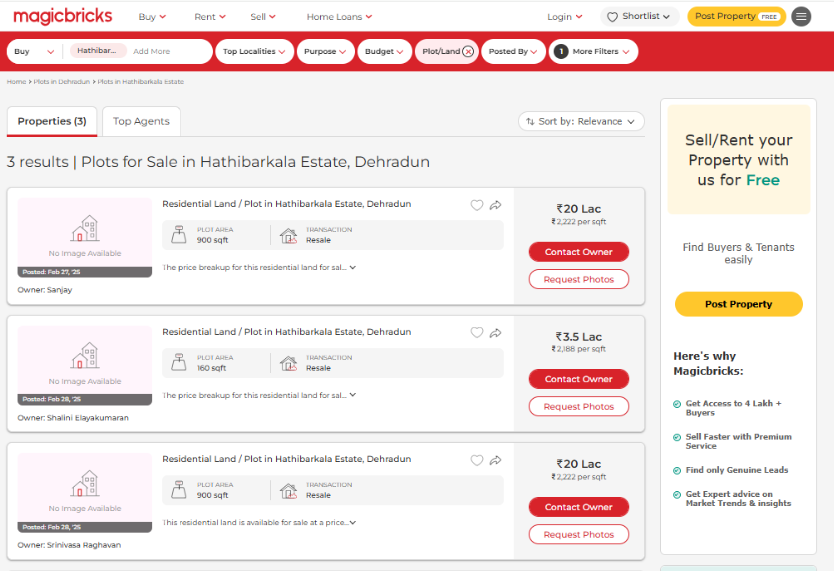 magicbricks
Buy
Rent
Sell
Home Loans
Login
Shortlist
Post Property FREE
Buy
Hathibar...
Add More
Top Localities
Purpose
Budget
Plot/Land
Posted By
1 More Filters
Home > Plots in Dehradun > Plots in Hathibarkala Estate
Properties (3)
Top Agents
Sort by: Relevance
3 results | Plots for Sale in Hathibarkala Estate, Dehradun
No Image Available
Posted: Feb 27, '25
Owner: Sanjay
Residential Land / Plot in Hathibarkala Estate, Dehradun
PLOT AREA
900 sqft
TRANSACTION
Resale
The price breakup for this residential land for sal...
₹20 Lac
₹2,222 per sqft
Contact Owner
Request Photos
No Image Available
Posted: Feb 28, '25
Owner: Shalini Elayakumaran
Residential Land / Plot in Hathibarkala Estate, Dehradun
PLOT AREA
160 sqft
TRANSACTION
Resale
The price breakup for this residential land for sal...
₹3.5 Lac
₹2,188 per sqft
Contact Owner
Request Photos
No Image Available
Posted: Feb 28, '25
Owner: Srinivasa Raghavan
Residential Land / Plot in Hathibarkala Estate, Dehradun
PLOT AREA
900 sqft
TRANSACTION
Resale
This residential land is available for sale at a price...
₹20 Lac
₹2,222 per sqft
Contact Owner
Request Photos
Sell/Rent your
Property with
us for Free
Find Buyers & Tenants
easily
Post Property
Here's why
Magicbricks:
Get Access to 4 Lakh +
Buyers
Sell Faster with Premium
Service
Find only Genuine Leads
Get Expert advice on
Market Trends & insights